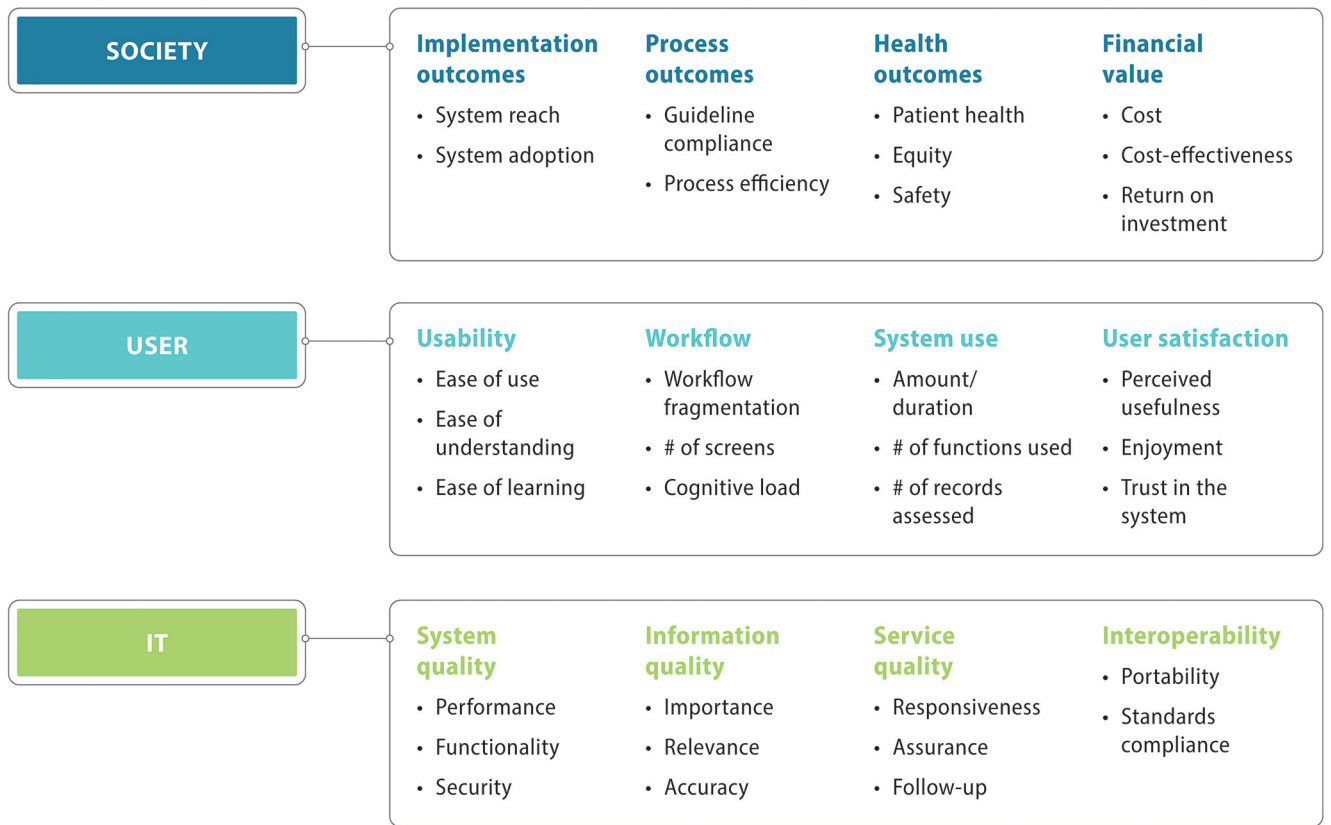 SOCIETY
Implementation
outcomes
• System reach
• System adoption
Process
outcomes
• Guideline
compliance
• Process efficiency
Health
outcomes
• Patient health
• Equity
• Safety
Financial
value
• Cost
• Cost-effectiveness
• Return on
investment
USER
Usability
• Ease of use
• Ease of
understanding
• Ease of learning
Workflow
• Workflow
fragmentation
• # of screens
• Cognitive load
System use
• Amount/
duration
• # of functions used
• # of records
assessed
User satisfaction
• Perceived
usefulness
• Enjoyment
• Trust in the
system
IT
System
quality
• Performance
• Functionality
• Security
Information
quality
• Importance
• Relevance
• Accuracy
Service
quality
• Responsiveness
• Assurance
• Follow-up
Interoperability
• Portability
• Standards
compliance